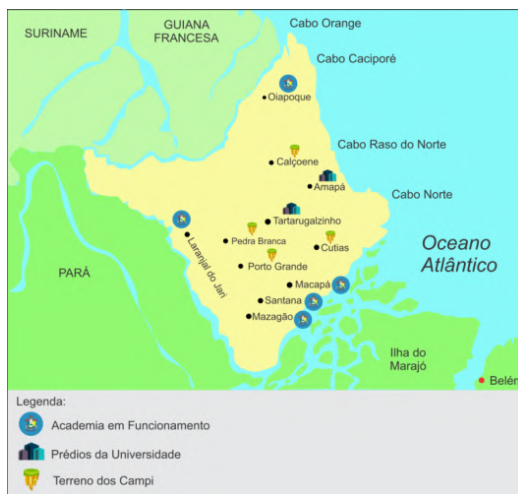 SURINAME
GUIANA
FRANCESA
Cabo Orange
Cabo Caciporé
Oiapoque
Cabo Raso do Norte
Calçoene
Amapá
Cabo Norte
Tartarugalzinho
Pedra Branca
Cutias
Laranjal do Jari
Porto Grande
Oceano
Atlântico
PARÁ
Macapá
Santana
Mazagão
Ilha do
Marajó
Belém
Legenda:
Academia em Funcionamento
Prédios da Universidade
Terreno dos Campi